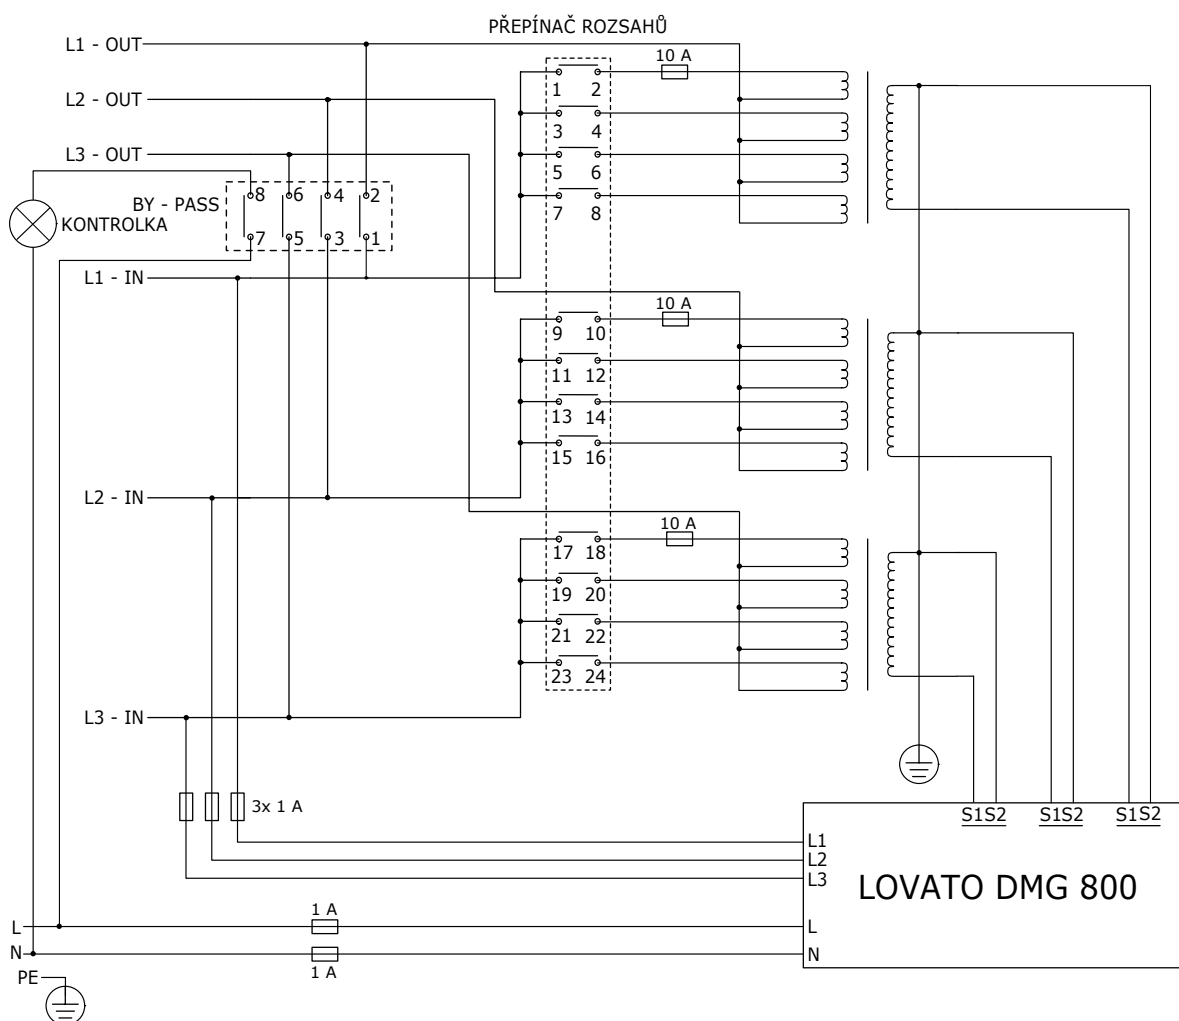 PŘEPÍNAČ ROZSAHŮ
L1 - OUT
10 A
1 2
L2 - OUT
3 4
L3 - OUT
5 6
8 6 4 2
BY - PASS
7 8
KONTROLKA
7 5 3 1
L1 - IN
10 A
9 10
11 12
13 14
15 16
L2 - IN
10 A
17 18
19 20
21 22
23 24
L3 - IN
3x 1 A
S1S2 S1S2 S1S2
L1
L2
L3
LOVATO DMG 800
1 A
L L
N N
1 A
PE